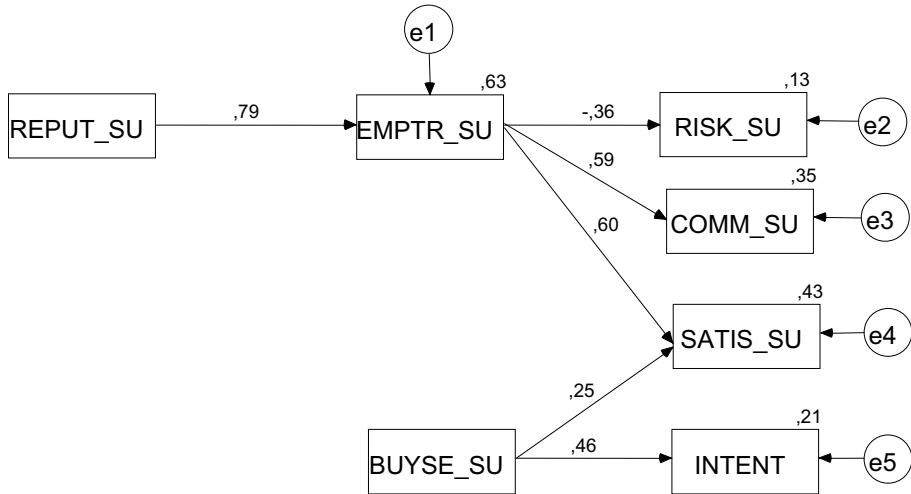 e1
,63
,13
REPUT_SU
,79
EMPTR_SU
-,36
RISK_SU
e2
,59
,35
COMM_SU
e3
,60
,43
SATIS_SU
e4
,25
,21
BUYSE_SU
,46
INTENT
e5